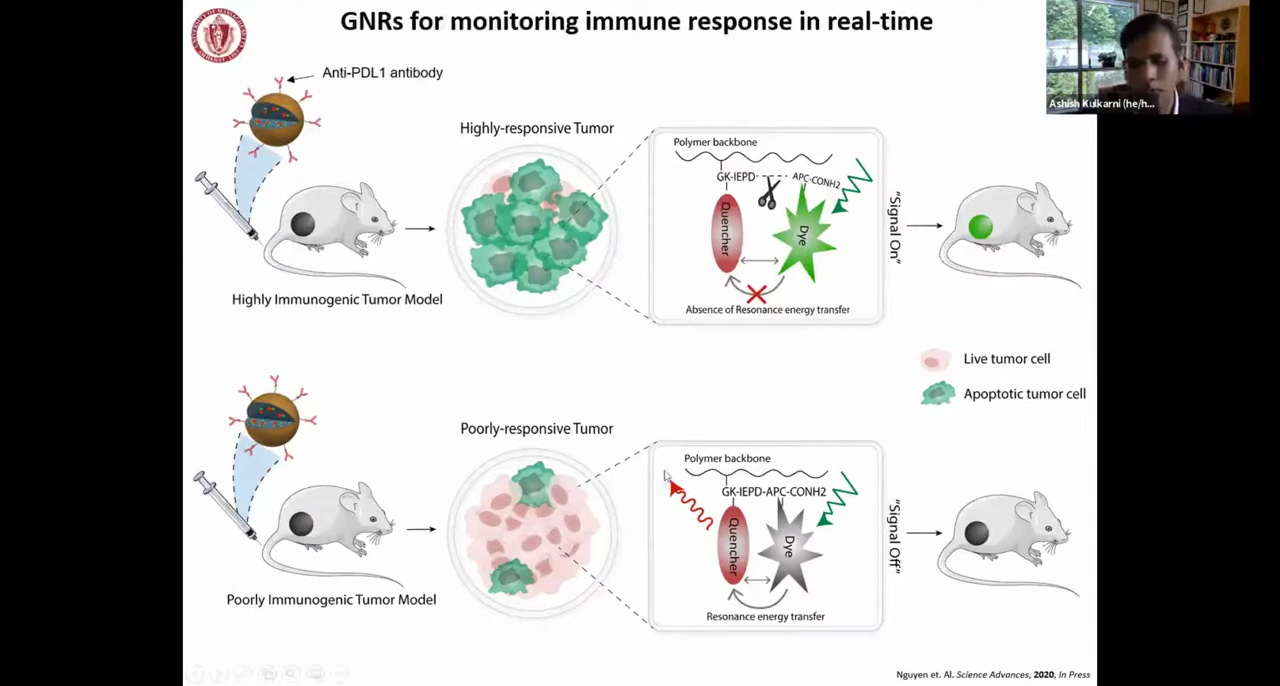 GNRs for monitoring immune response in real-time
Ashish Kulkarni (he/h...
Anti-PDL1 antibody
Highly-responsive Tumor
Polymer backbone
GK-IEPD
APC-CONH2
Quencher
Dye
"Signal On"
Absence of Resonance energy transfer
Highly Immunogenic Tumor Model
Live tumor cell
Apoptotic tumor cell
Poorly-responsive Tumor
Polymer backbone
GK-IEPD-APC-CONH2
Quencher
Dye
"Signal Off"
Resonance energy transfer
Poorly Immunogenic Tumor Model
Nguyen et. Al. Science Advances, 2020, In Press